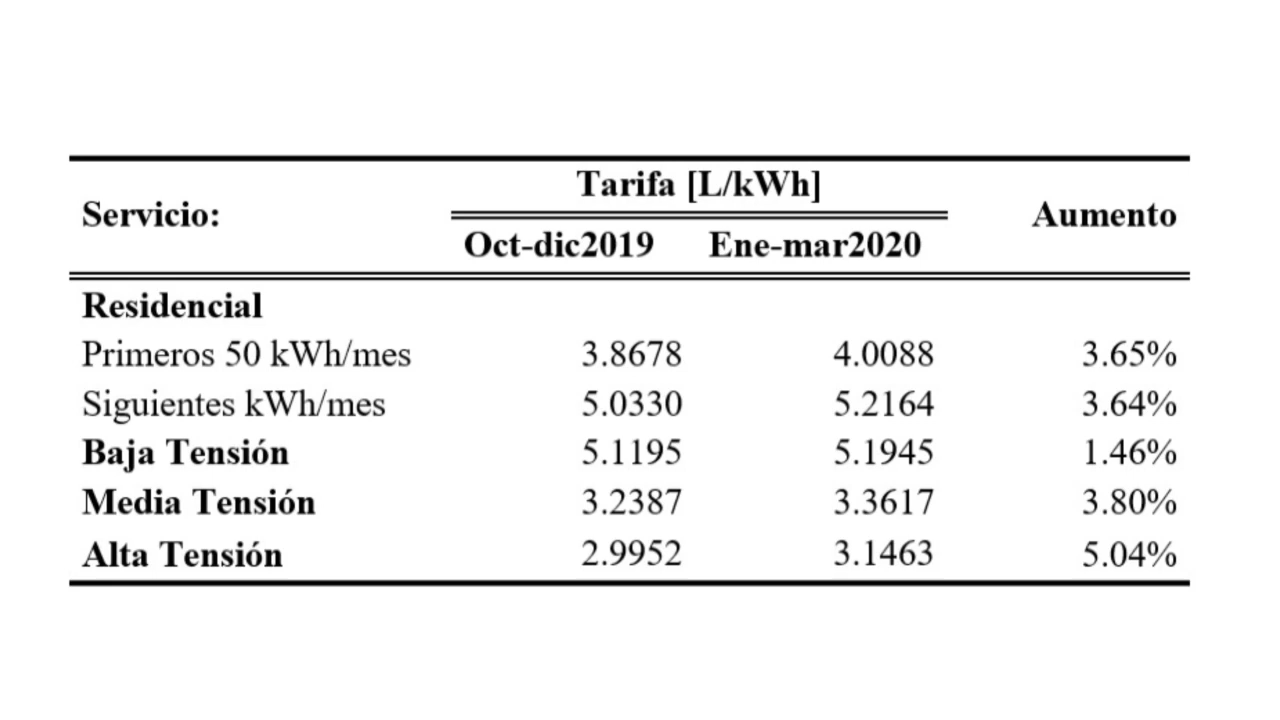 Tarifa [L/kWh]
Servicio: Aumento
Oct-dic2019 Ene-mar2020
Residencial
Primeros 50 kWh/mes 3.8678 4.0088 3.65%
Siguientes kWh/mes 5.0330 5.2164 3.64%
Baja Tensión 5.1195 5.1945 1.46%
Media Tensión 3.2387 3.3617 3.80%
Alta Tensión 2.9952 3.1463 5.04%